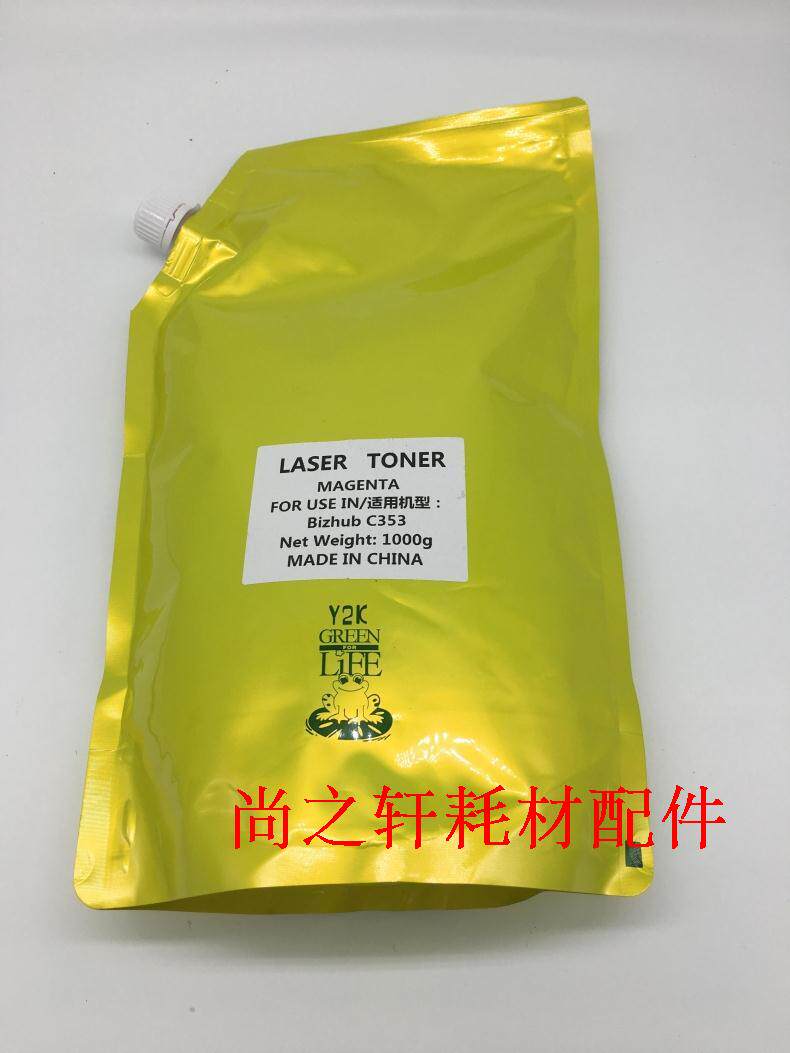 LASER TONER
MAGENTA
FOR USE IN/适用机型：
Bizhub C353
Net Weight: 1000g
MADE IN CHINA
Y2K
GREEN
FOR
LiFE
尚之轩耗材配件